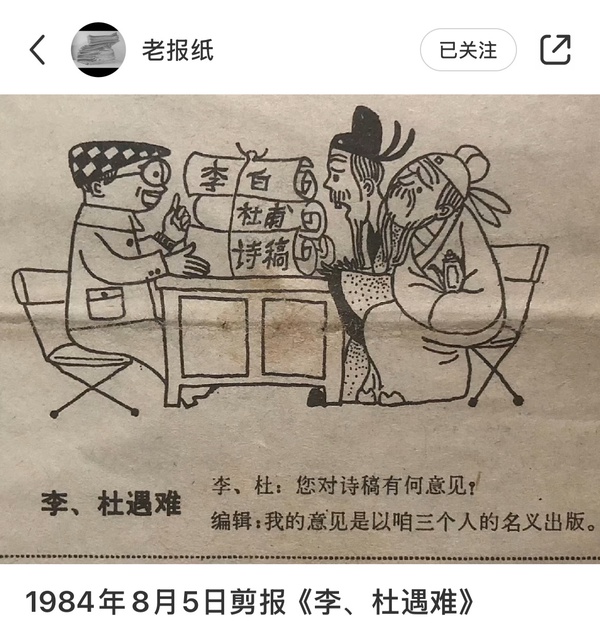 老报纸
已关注
李白
杜甫
诗稿
李、杜遇难
李、杜：您对诗稿有何意见？
编辑：我的意见是以咱三个人的名义出版。
1984年8月5日剪报《李、杜遇难》